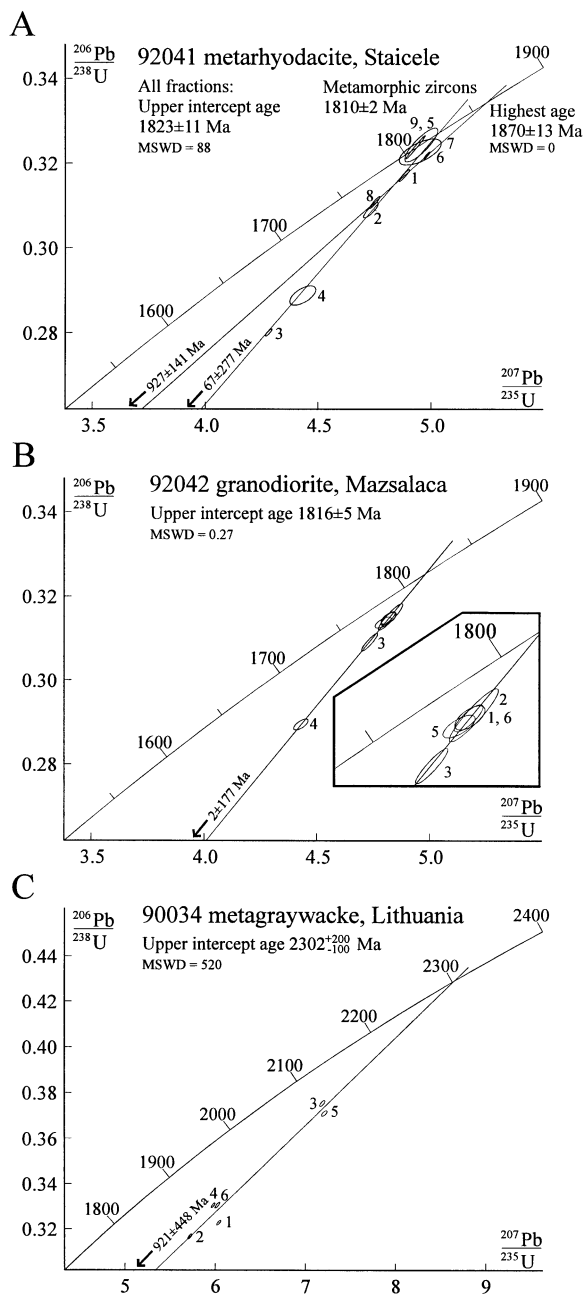 A
206Pb
238U
92041 metarhyodacite, Staicele
1900
0.34
All fractions:
Upper intercept age
1823±11 Ma
MSWD = 88
Metamorphic zircons
1810±2 Ma
Highest age
1870±13 Ma
MSWD = 0
9, 5
1800
7
6
0.32
1
8
2
1700
0.30
4
1600
3
0.28
927±141 Ma
67±277 Ma
207Pb
235U
3.5 4.0 4.5 5.0
B
206Pb
238U
92042 granodiorite, Mazsalaca
1900
0.34
Upper intercept age 1816±5 Ma
MSWD = 0.27
1800
0.32
3
1800
1700
0.30
2
1, 6
5
4
1600
3
0.28
2±177 Ma
207Pb
235U
3.5 4.0 4.5 5.0
C
206Pb
238U
90034 metagraywacke, Lithuania
2400
Upper intercept age 2302+200-100 Ma
MSWD = 520
0.44
2300
0.42
2200
0.40
2100
0.38
3
5
2000
0.36
1900
0.34
4 6
1800
1
0.32
2
921±448 Ma
207Pb
235U
5 6 7 8 9